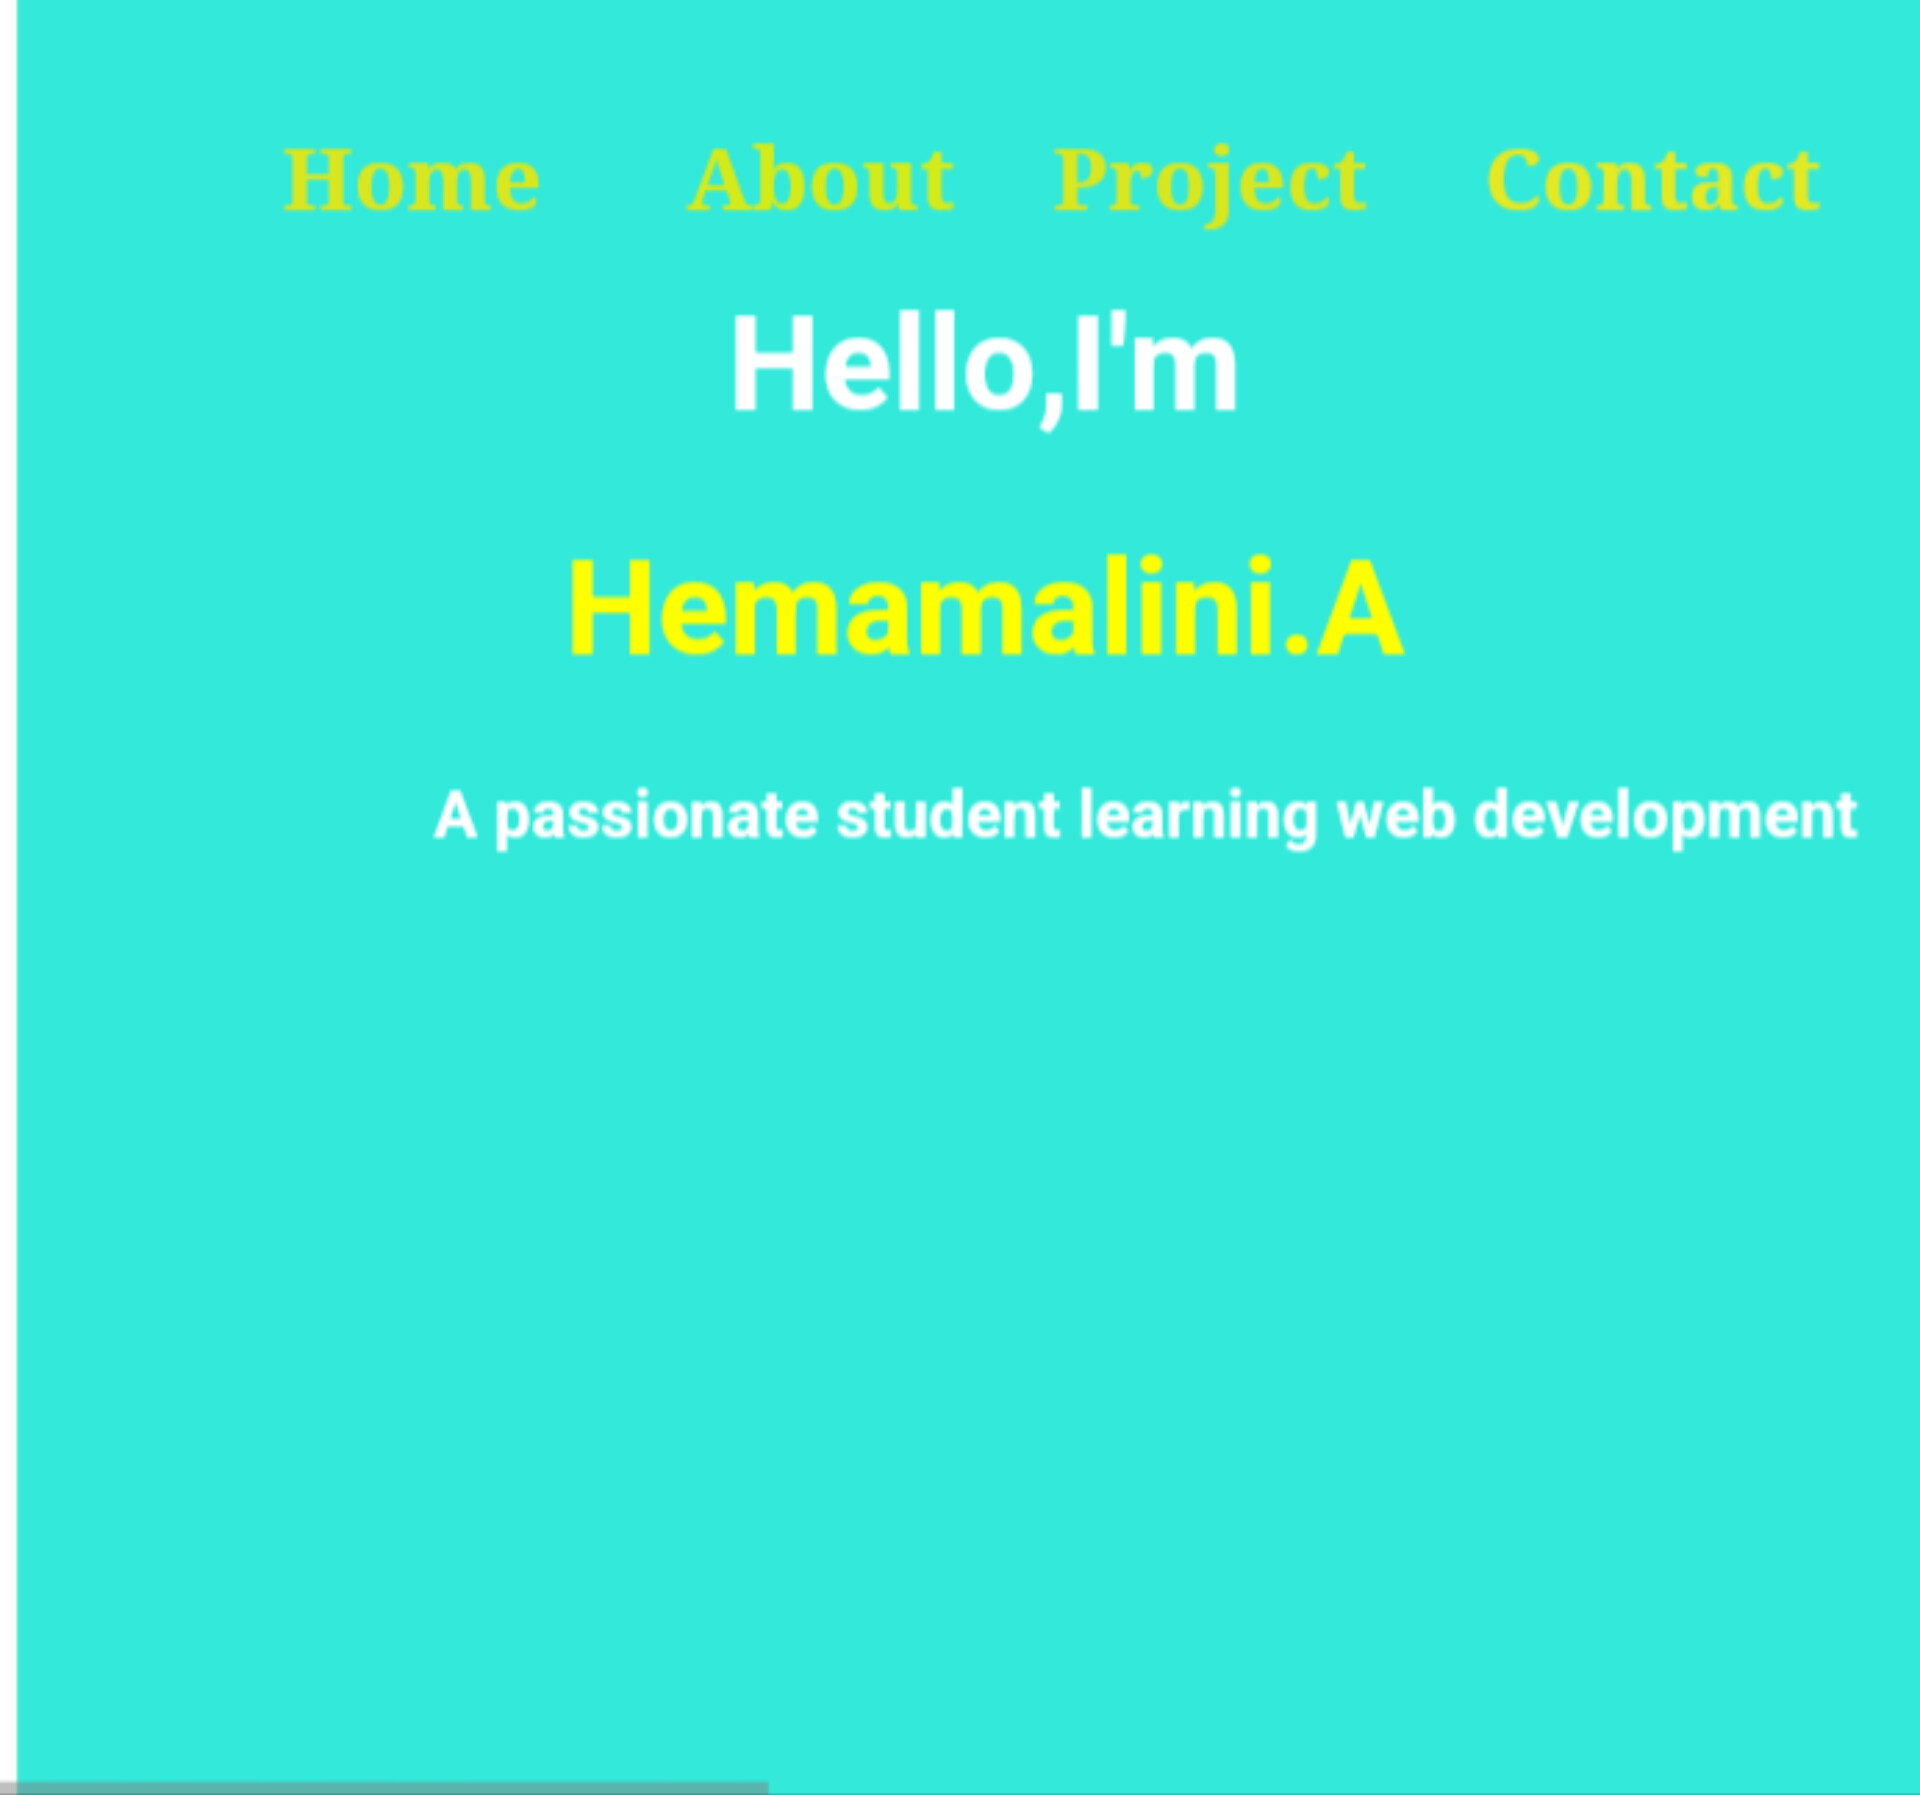 Home About Project Contact
Hello,I'm
Hemamalini.A
A passionate student learning web development